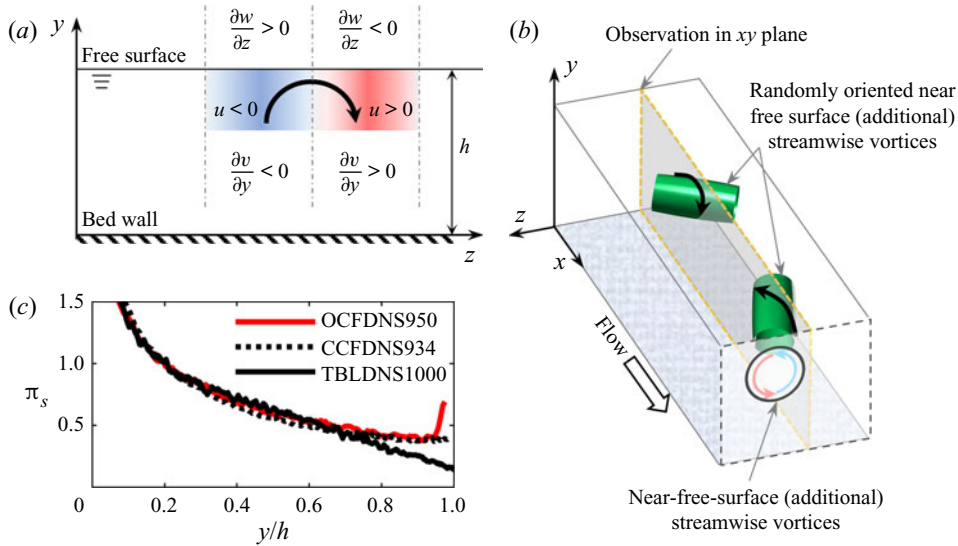 (a)
y
∂w/∂z > 0
∂w/∂z < 0
Free surface
u < 0
u > 0
h
∂v/∂y < 0
∂v/∂y > 0
Bed wall
z
(b)
Observation in xy plane
y
Randomly oriented near
free surface (additional)
streamwise vortices
z
x
Flow
Near-free-surface (additional)
streamwise vortices
(c)
1.5
1.0
πs
0.5
OCFDNS950
CCFDNS934
TBLDNS1000
0
0.2
0.4
0.6
0.8
1.0
y/h